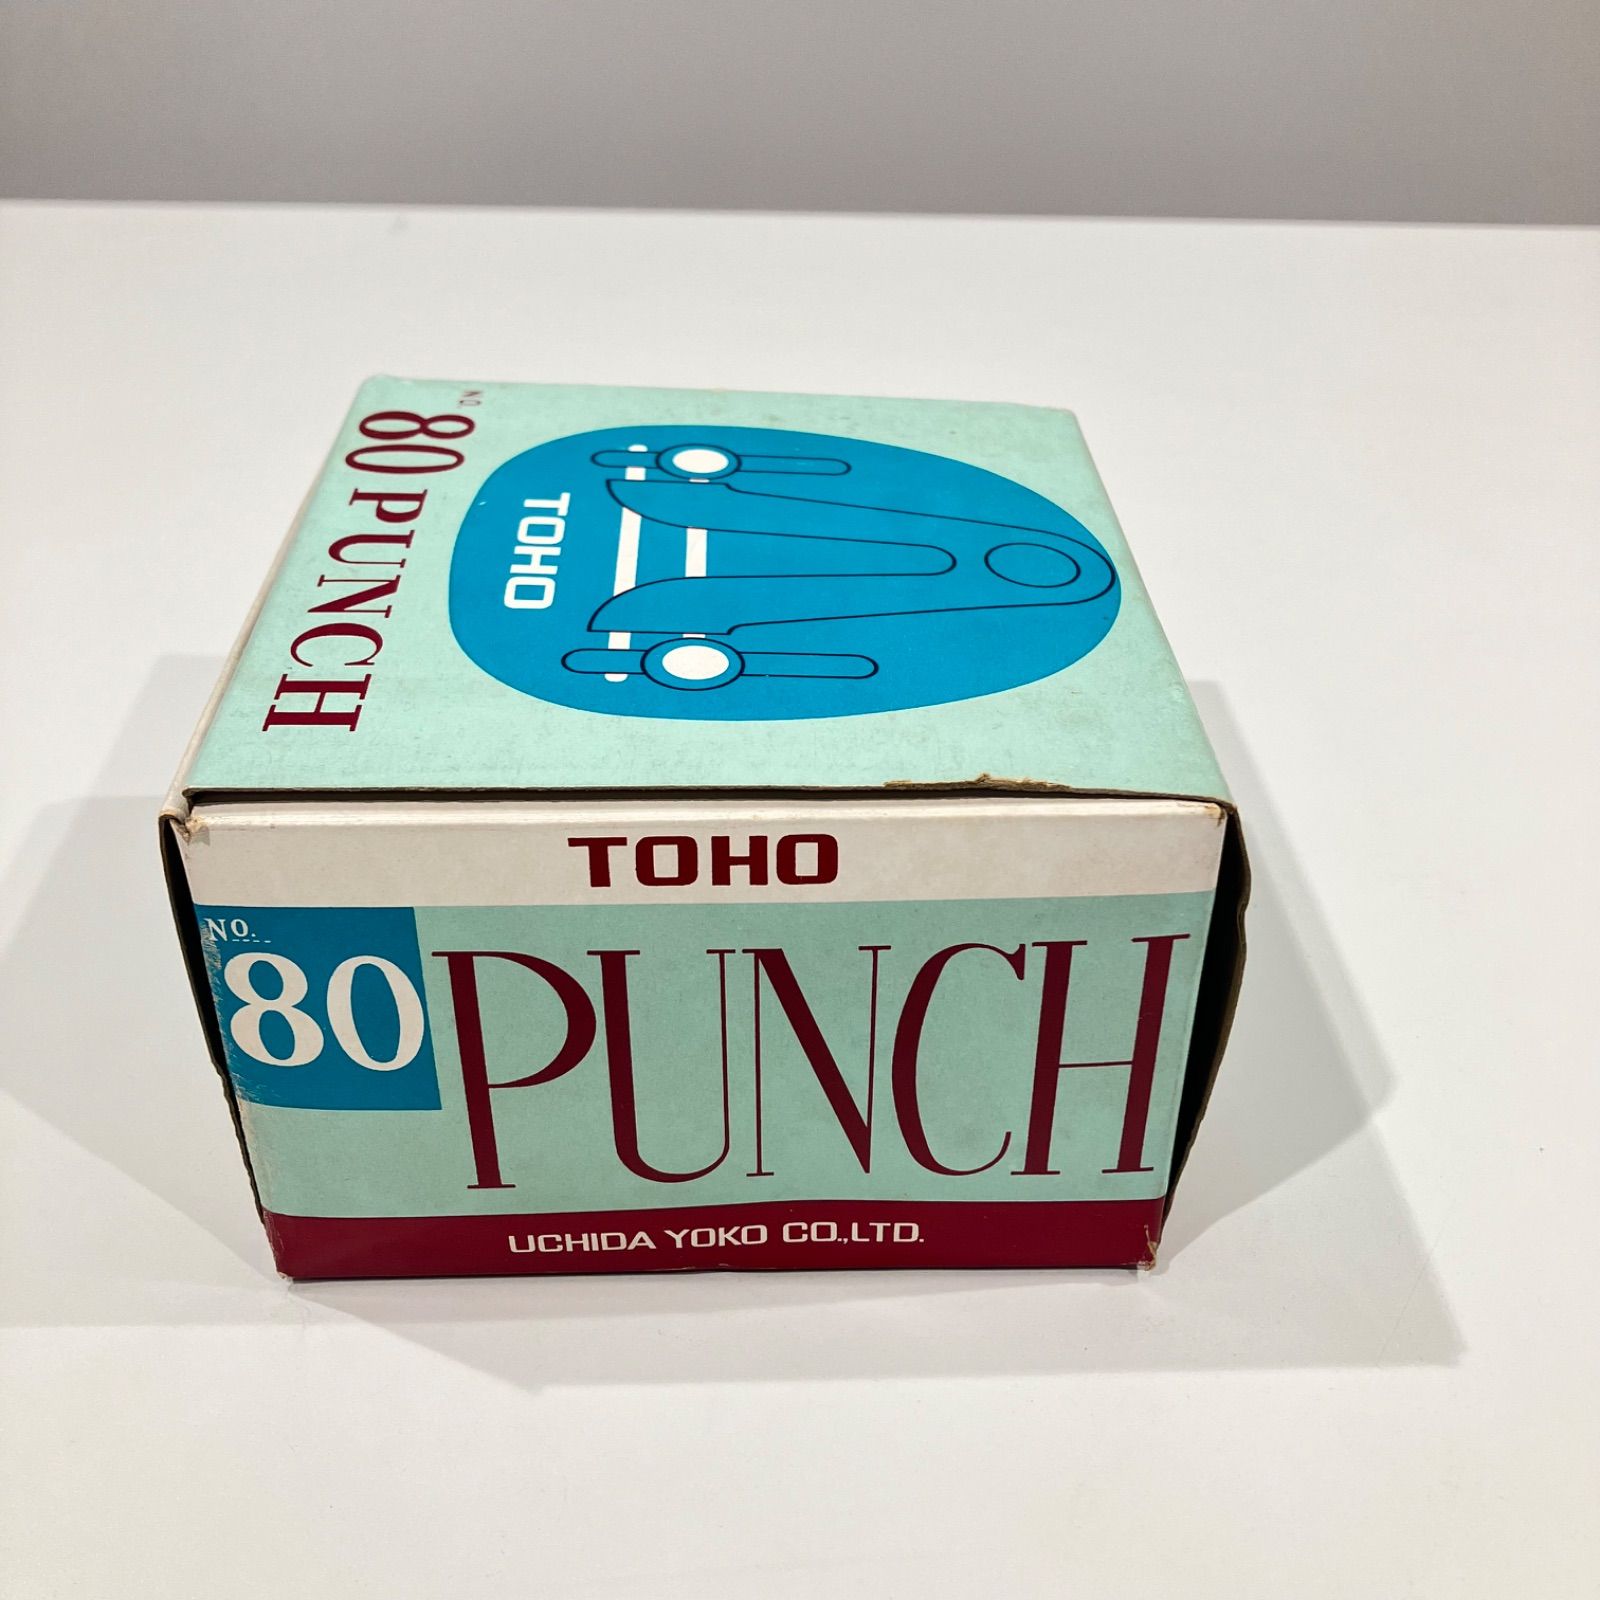 NO.
80 PUNCH
TOHO
TOHO
NO.
80
PUNCH
UCHIDA YOKO CO.,LTD.